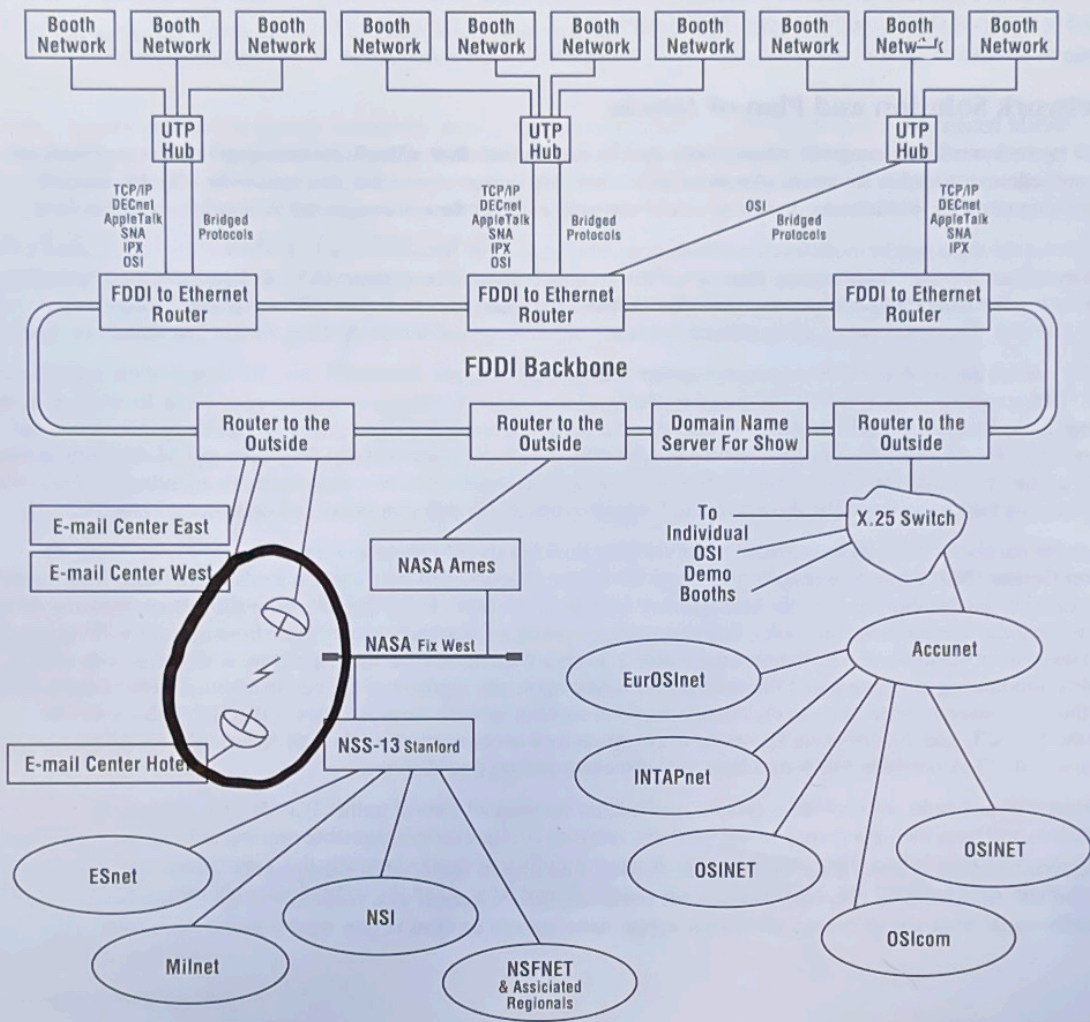 Booth
Network
Booth
Network
Booth
Network
Booth
Network
Booth
Network
Booth
Network
Booth
Network
Booth
Network
Booth
Network
Booth
Network
UTP
Hub
UTP
Hub
UTP
Hub
TCP/IP
DECnet
AppleTalk
SNA
IPX
OSI
Bridged
Protocols
TCP/IP
DECnet
AppleTalk
SNA
IPX
OSI
Bridged
Protocols
OSI
Bridged
Protocols
TCP/IP
DECnet
AppleTalk
SNA
IPX
FDDI to Ethernet
Router
FDDI to Ethernet
Router
FDDI to Ethernet
Router
FDDI Backbone
Router to the
Outside
Router to the
Outside
Domain Name
Server For Show
Router to the
Outside
E-mail Center East
E-mail Center West
NASA Ames
To
Individual
OSI
Demo
Booths
X.25 Switch
NASA Fix West
Accunet
EurOSInet
E-mail Center Hotel
NSS-13 Stanford
INTAPnet
ESnet
NSI
OSINET
OSINET
Milnet
NSFNET
& Assiciated
Regionals
OSIcom